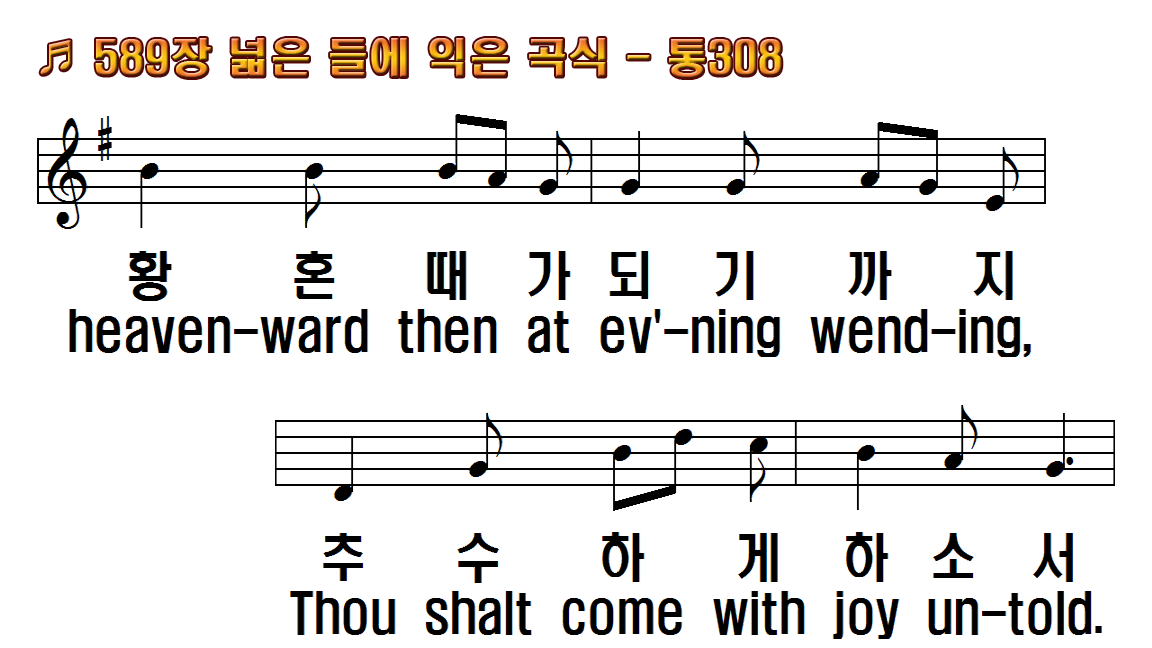 ♬ 589장 넓은 들에 익은 곡식 - 통308
황 혼 때 가 되 기 까 지
heaven-ward then at ev'-ning wend-ing,
추 수 하 게 하 소 서
Thou shalt come with joy un-told.